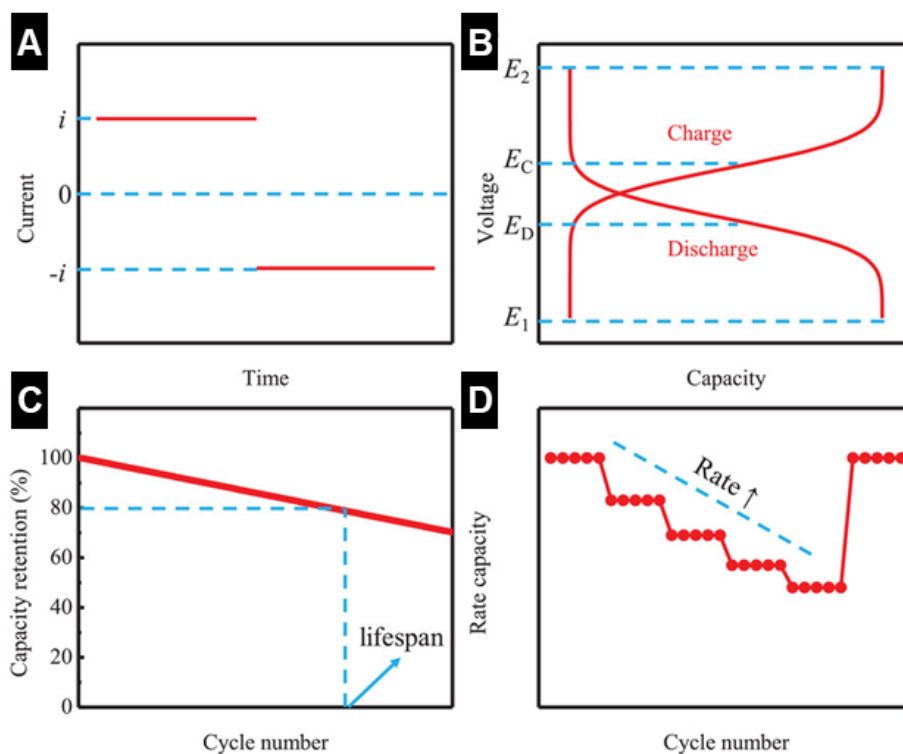 A
Current
i
0
-i
Time
B
Voltage
E2
EC
ED
E1
Charge
Discharge
Capacity
C
Capacity retention (%)
100
80
60
40
20
0
lifespan
Cycle number
D
Rate capacity
Rate ↑
Cycle number